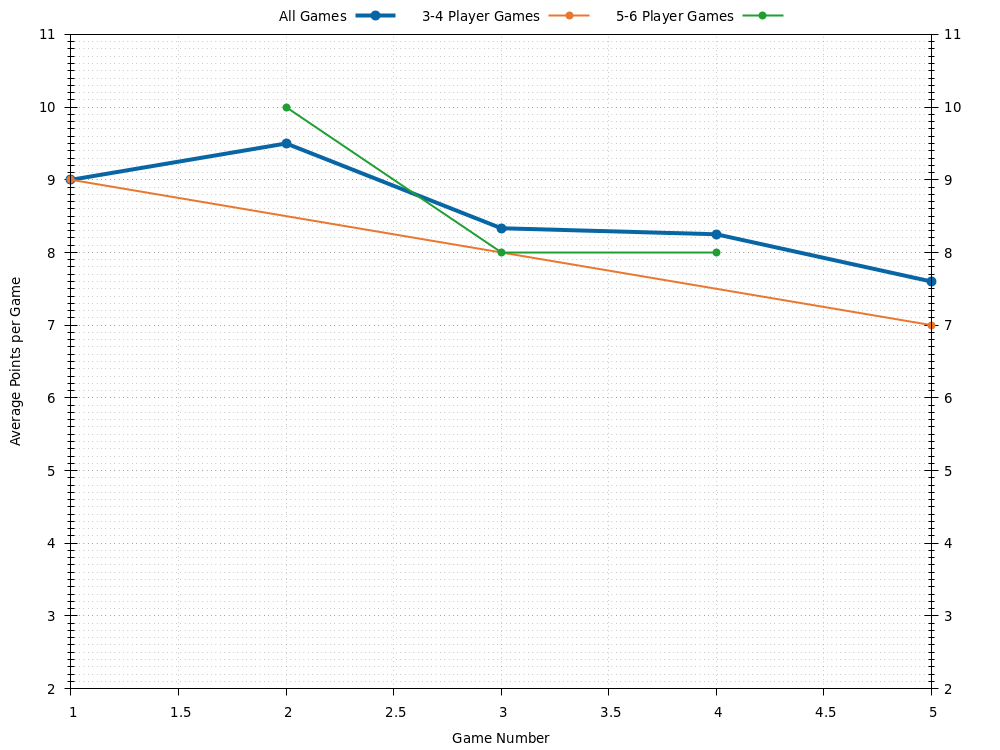 All Games 3-4 Player Games 5-6 Player Games
11 11
10 10
9 9
8 8
7 7
6 6
5 5
4 4
3 3
2 2
1 1.5 2 2.5 3 3.5 4 4.5 5
Average Points per Game
Game Number